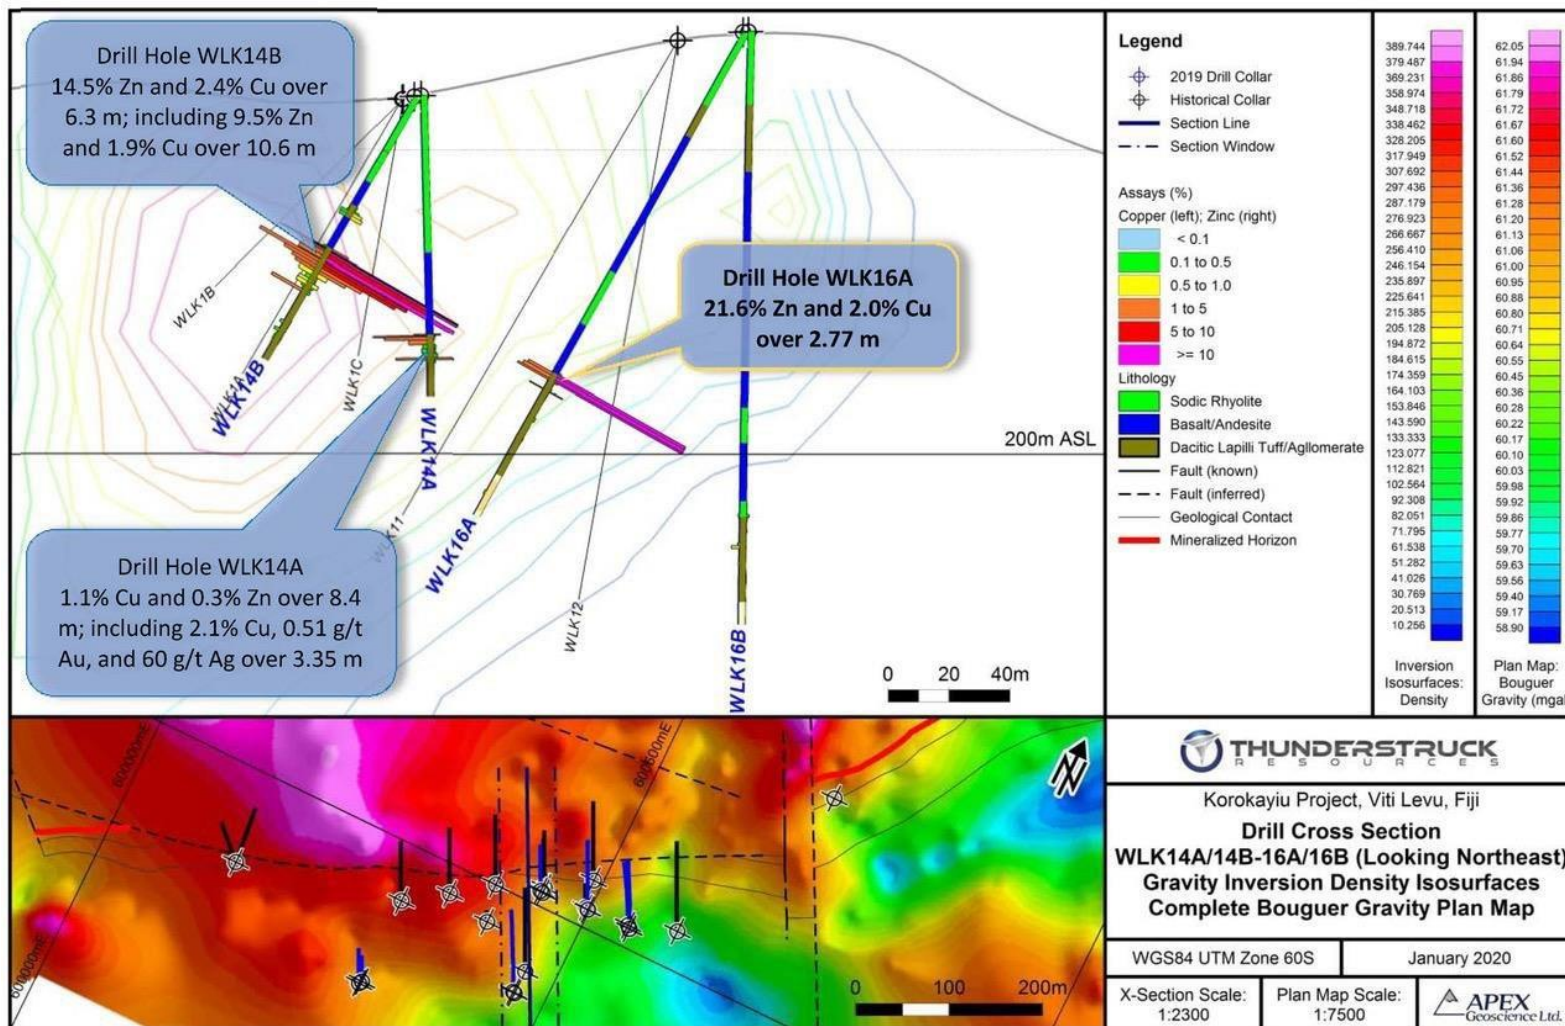 Drill Hole WLK14B
14.5% Zn and 2.4% Cu over
6.3 m; including 9.5% Zn
and 1.9% Cu over 10.6 m
Drill Hole WLK16A
21.6% Zn and 2.0% Cu
over 2.77 m
Drill Hole WLK14A
1.1% Cu and 0.3% Zn over 8.4
m; including 2.1% Cu, 0.51 g/t
Au, and 60 g/t Ag over 3.35 m
WLK1B
WLK1A
WLK14B
WLK1C
WLK14A
WLK11
WLK16A
WLK12
WLK16B
200m ASL
0 20 40m
Legend
2019 Drill Collar
Historical Collar
Section Line
Section Window
Assays (%)
Copper (left); Zinc (right)
< 0.1
0.1 to 0.5
0.5 to 1.0
1 to 5
5 to 10
>= 10
Lithology
Sodic Rhyolite
Basalt/Andesite
Dacitic Lapilli Tuff/Agllomerate
Fault (known)
Fault (inferred)
Geological Contact
Mineralized Horizon
389.744
379.487
369.231
358.974
348.718
338.462
328.205
317.949
307.692
297.436
287.179
276.923
266.667
256.410
246.154
235.897
225.641
215.385
205.128
194.872
184.615
174.359
164.103
153.846
143.590
133.333
123.077
112.821
102.564
92.308
82.051
71.795
61.538
51.282
41.026
30.769
20.513
10.256
Inversion
Isosurfaces:
Density
62.05
61.94
61.86
61.79
61.72
61.67
61.60
61.52
61.44
61.36
61.28
61.20
61.13
61.06
61.00
60.95
60.88
60.80
60.71
60.64
60.55
60.45
60.36
60.28
60.22
60.17
60.10
60.03
59.98
59.92
59.86
59.77
59.70
59.63
59.56
59.40
59.17
58.90
Plan Map:
Bouguer
Gravity (mgal
600000mE
N
0 100 200m
THUNDERSTRUCK
RESOURCES
Korokayiu Project, Viti Levu, Fiji
Drill Cross Section
WLK14A/14B-16A/16B (Looking Northeast)
Gravity Inversion Density Isosurfaces
Complete Bouguer Gravity Plan Map
WGS84 UTM Zone 60S
January 2020
X-Section Scale:
1:2300
Plan Map Scale:
1:7500
APEX
Geoscience Ltd.